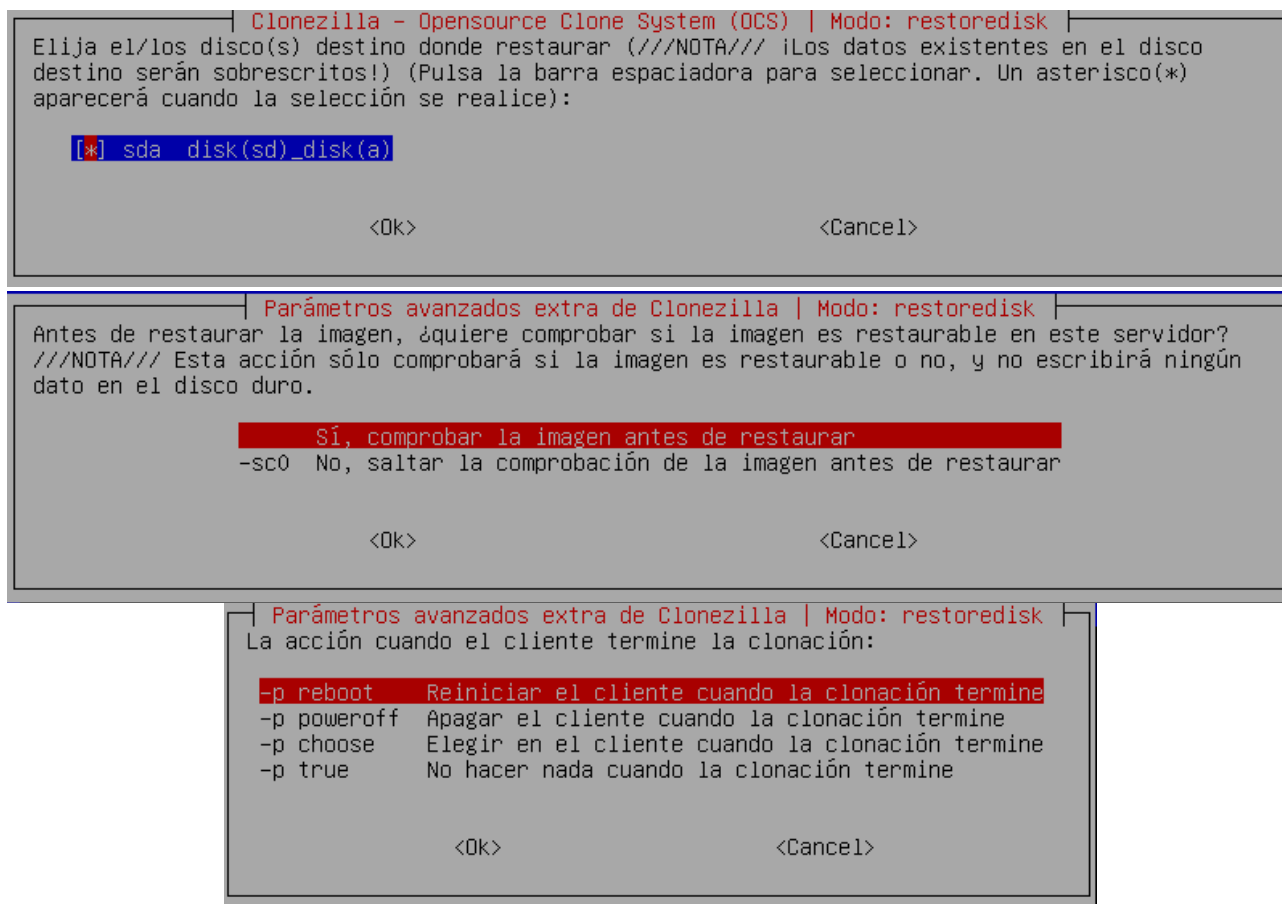 Clonezilla – Opensource Clone System (OCS) | Modo: restoredisk
Elija el/los disco(s) destino donde restaurar (///NOTA/// ¡Los datos existentes en el disco
destino serán sobrescritos!) (Pulsa la barra espaciadora para seleccionar. Un asterisco(*)
aparecerá cuando la selección se realice):
[*] sda disk(sd)_disk(a)
<Ok> <Cancel>
Parámetros avanzados extra de Clonezilla | Modo: restoredisk
Antes de restaurar la imagen, ¿quiere comprobar si la imagen es restaurable en este servidor?
///NOTA/// Esta acción sólo comprobará si la imagen es restaurable o no, y no escribirá ningún
dato en el disco duro.
Sí, comprobar la imagen antes de restaurar
-sc0 No, saltar la comprobación de la imagen antes de restaurar
<Ok> <Cancel>
Parámetros avanzados extra de Clonezilla | Modo: restoredisk
La acción cuando el cliente termine la clonación:
-p reboot Reiniciar el cliente cuando la clonación termine
-p poweroff Apagar el cliente cuando la clonación termine
-p choose Elegir en el cliente cuando la clonación termine
-p true No hacer nada cuando la clonación termine
<Ok> <Cancel>